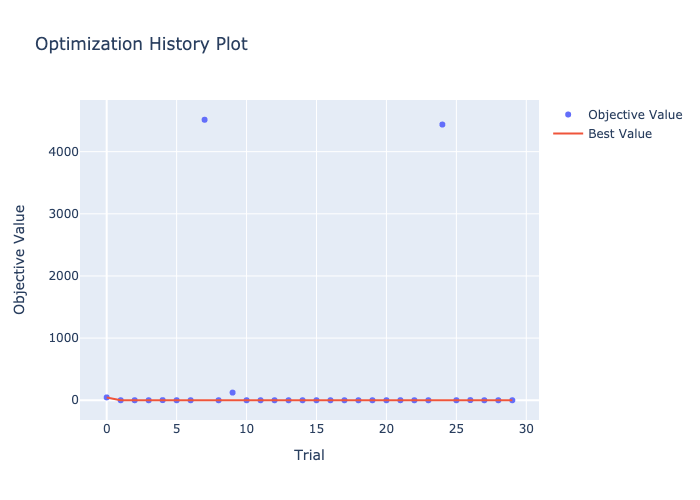 Optimization History Plot
Objective Value
Best Value
4000
3000
2000
1000
0
Objective Value
0 5 10 15 20 25 30
Trial